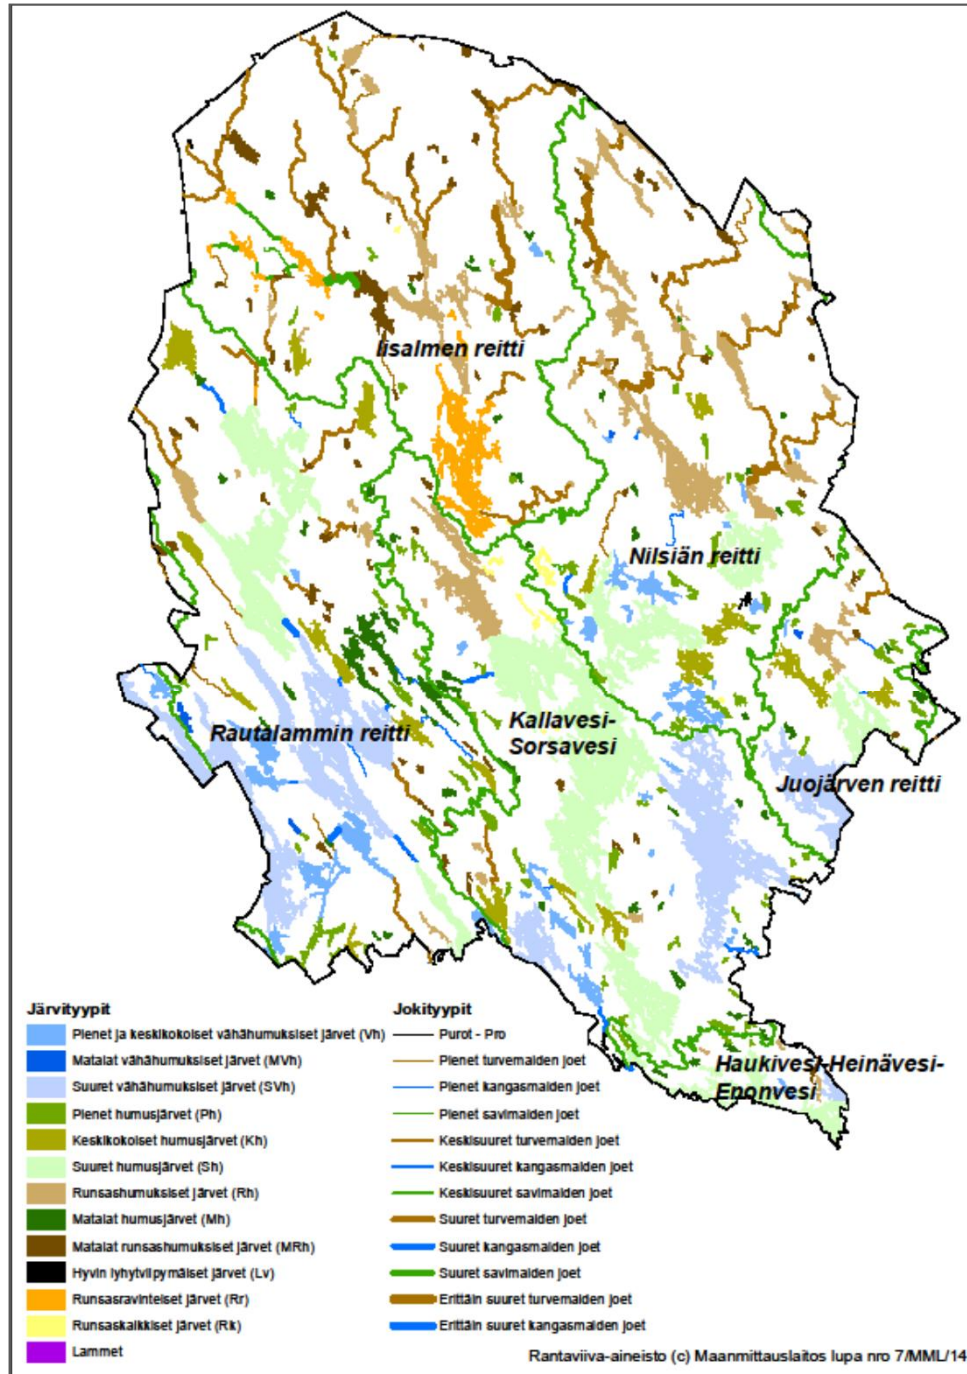 Iisalmen reitti
Nilsiän reitti
Kallavesi-
Sorsavesi
Rautalammin reitti
Juojärven reitti
Haukivesi-Heinävesi-
Enonvesi
Järvityypit
Pienet ja keskikokoiset vähähumuksiset järvet (Vh)
Matalat vähähumuksiset järvet (MVh)
Suuret vähähumuksiset järvet (SVh)
Pienet humusjärvet (Ph)
Keskikokoiset humusjärvet (Kh)
Suuret humusjärvet (Sh)
Runsashumuksiset järvet (Rh)
Matalat humusjärvet (Mh)
Matalat runsashumuksiset järvet (MRh)
Hyvin lyhytviipymäiset järvet (Lv)
Runsasravinteiset järvet (Rr)
Runsaskalkkiset järvet (Rk)
Lammet
Jokityypit
Purot - Pro
Pienet turvemaiden joet
Pienet kangasmaiden joet
Pienet savimaiden joet
Keskisuuret turvemaiden joet
Keskisuuret kangasmaiden joet
Keskisuuret savimaiden joet
Suuret turvemaiden joet
Suuret kangasmaiden joet
Suuret savimaiden joet
Erittäin suuret turvemaiden joet
Erittäin suuret kangasmaiden joet
Rantaviiva-aineisto (c) Maanmittauslaitos lupa nro 7/MML/14